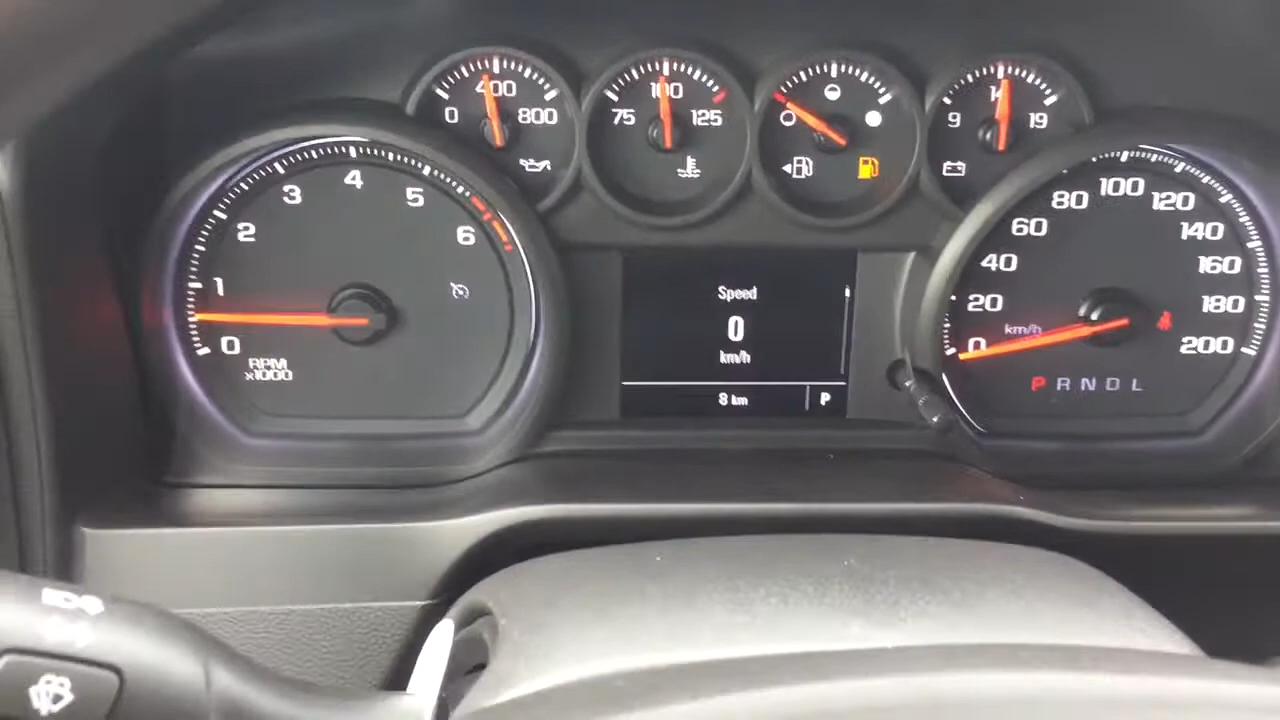 0 400 800
75 100 125
9 14 19
0 1 2 3 4 5 6
RPM
x1000
Speed
0
km/h
8 km P
0 20 40 60 80 100 120 140 160 180 200
km/h
P R N D L